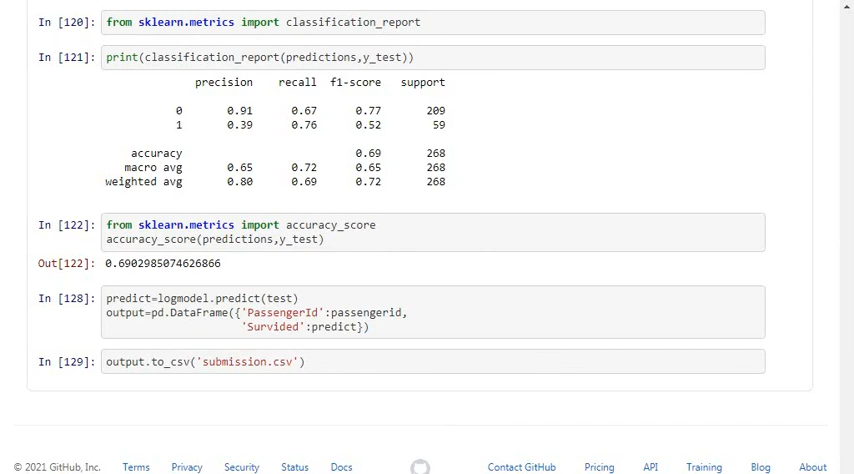 In [120]: from sklearn.metrics import classification_report
In [121]: print(classification_report(predictions,y_test))
precision recall f1-score support
0 0.91 0.67 0.77 209
1 0.39 0.76 0.52 59
accuracy 0.69 268
macro avg 0.65 0.72 0.65 268
weighted avg 0.80 0.69 0.72 268
In [122]: from sklearn.metrics import accuracy_score
accuracy_score(predictions,y_test)
Out[122]: 0.6902985074626866
In [128]: predict=logmodel.predict(test)
output=pd.DataFrame({'PassengerId':passengerid,
'Survided':predict})
In [129]: output.to_csv('submission.csv')
© 2021 GitHub, Inc. Terms Privacy Security Status Docs Contact GitHub Pricing API Training Blog About